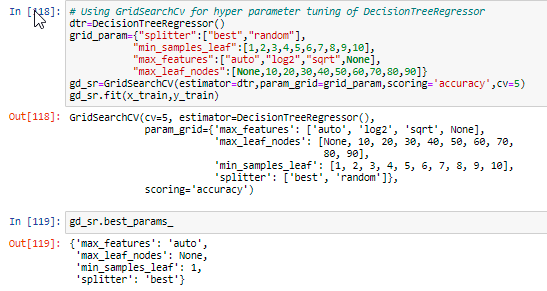 In [118]: # Using GridSearchCv for hyper parameter tuning of DecisionTreeRegressor
dtr=DecisionTreeRegressor()
grid_param={"splitter":["best","random"],
"min_samples_leaf":[1,2,3,4,5,6,7,8,9,10],
"max_features":["auto","log2","sqrt",None],
"max_leaf_nodes":[None,10,20,30,40,50,60,70,80,90]}
gd_sr=GridSearchCV(estimator=dtr,param_grid=grid_param,scoring='accuracy',cv=5)
gd_sr.fit(x_train,y_train)
Out[118]: GridSearchCV(cv=5, estimator=DecisionTreeRegressor(),
param_grid={'max_features': ['auto', 'log2', 'sqrt', None],
'max_leaf_nodes': [None, 10, 20, 30, 40, 50, 60, 70,
80, 90],
'min_samples_leaf': [1, 2, 3, 4, 5, 6, 7, 8, 9, 10],
'splitter': ['best', 'random']},
scoring='accuracy')
In [119]: gd_sr.best_params_
Out[119]: {'max_features': 'auto',
'max_leaf_nodes': None,
'min_samples_leaf': 1,
'splitter': 'best'}